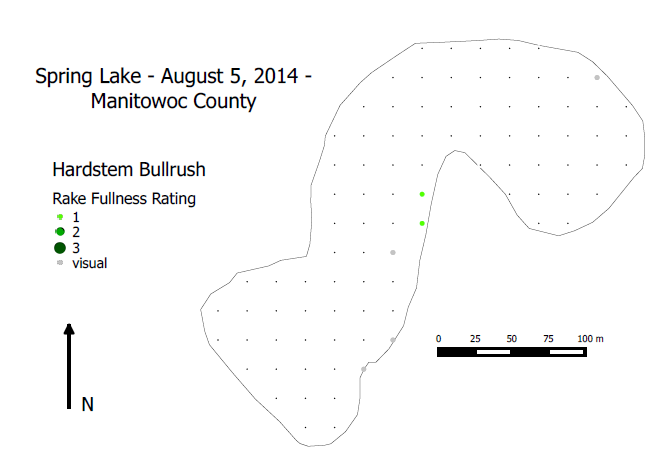 Spring Lake - August 5, 2014 -
Manitowoc County
Hardstem Bullrush
Rake Fullness Rating
1
2
3
visual
0 25 50 75 100 m
N